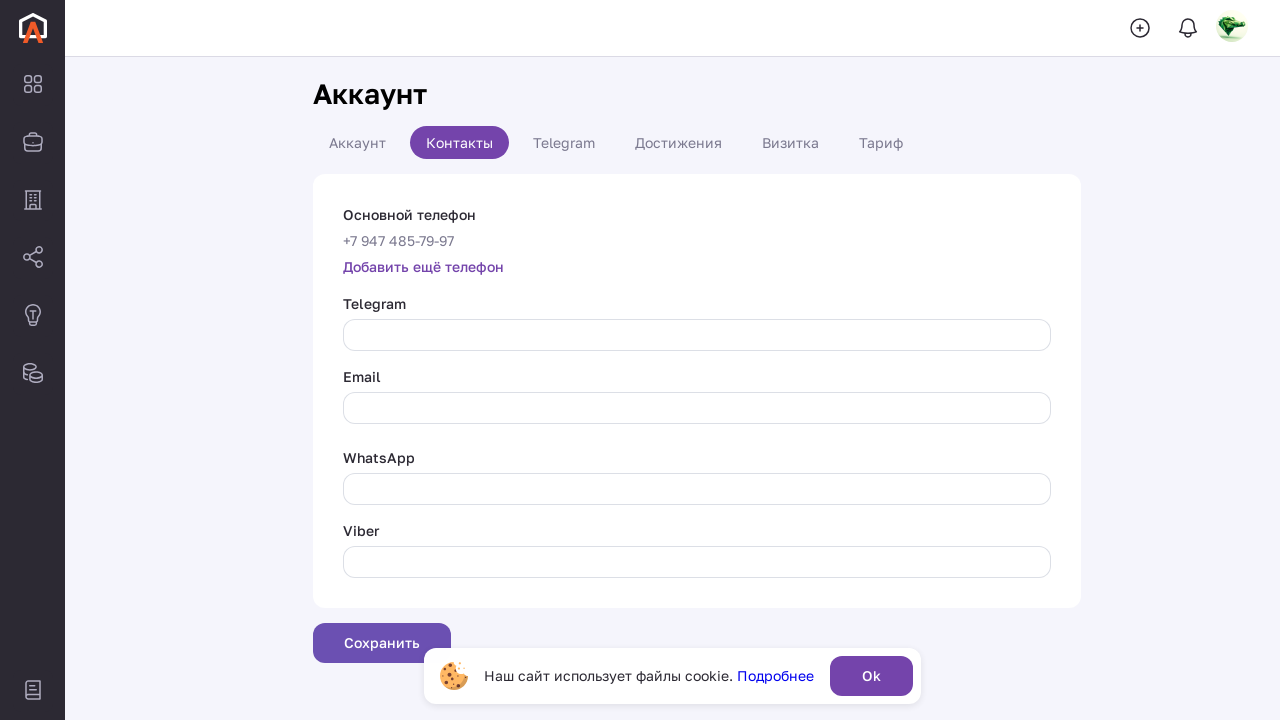 Аккаунт
Аккаунт
Контакты
Telegram
Достижения
Визитка
Тариф
Основной телефон
+7 947 485-79-97
Добавить ещё телефон
Telegram
Email
WhatsApp
Viber
Сохранить
Наш сайт использует файлы cookie. Подробнее
Ok